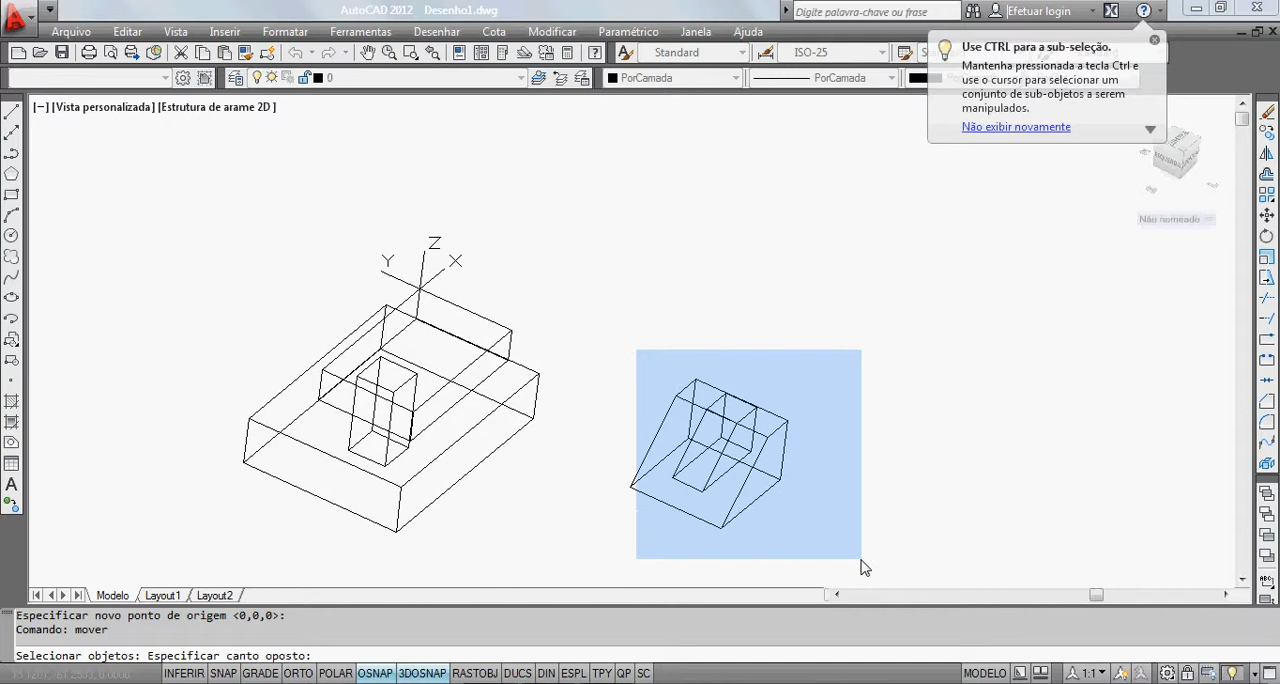 AutoCAD 2012 Desenho1.dwg
Digite palavra-chave ou frase
Efetuar login
Arquivo Editar Vista Inserir Formatar Ferramentas Desenhar Cota Modificar Paramétrico Janela Ajuda
Use CTRL para a sub-seleção.
Mantenha pressionada a tecla Ctrl e
use o cursor para selecionar um
conjunto de sub-objetos a serem
manipulados.
Não exibir novamente
Standard ISO-25
0 PorCamada PorCamada
[−] [Vista personalizada] [Estrutura de arame 2D ]
Não nomeado
Z
Y X
Modelo Layout1 Layout2
Especificar novo ponto de origem <0,0,0>:
Comando: mover
Selecionar objetos: Especificar canto oposto:
INFERIR SNAP GRADE ORTO POLAR OSNAP 3DOSNAP RASTOBJ DUCS DIN ESPL TPY QP SC MODELO 1:1